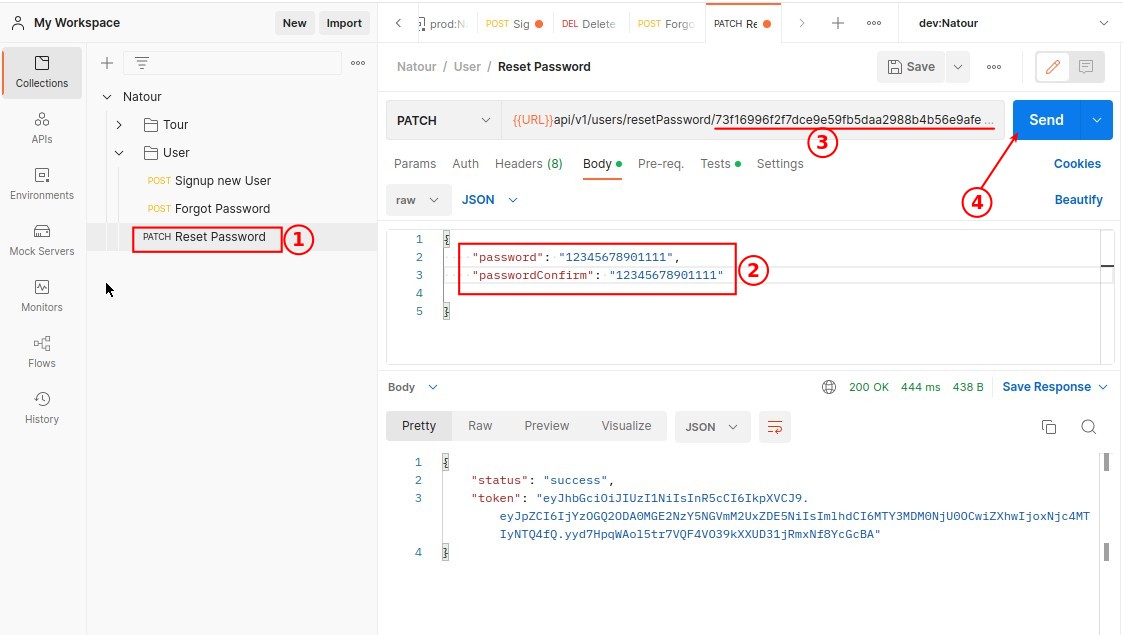 My Workspace
New
Import
prod:N
POST Sig
DEL Delete
POST Forgo
PATCH Re
dev:Natour
Collections
APIs
Environments
Mock Servers
Monitors
Flows
History
Natour
Tour
User
POST Signup new User
POST Forgot Password
PATCH Reset Password
1
Natour / User / Reset Password
Save
PATCH
{{URL}}api/v1/users/resetPassword/73f16996f2f7dce9e59fb5daa2988b4b56e9afe ...
Send
3
4
Params
Auth
Headers (8)
Body
Pre-req.
Tests
Settings
Cookies
raw
JSON
Beautify
1 {
2 "password": "12345678901111",
3 "passwordConfirm": "12345678901111"
4
5 }
2
Body
200 OK
444 ms
438 B
Save Response
Pretty
Raw
Preview
Visualize
JSON
1 {
2 "status": "success",
3 "token": "eyJhbGciOiJIUzI1NiIsInR5cCI6IkpXVCJ9.
eyJpZCI6IjYzOGQ2ODA0MGE2NzY5NGVmM2UxZDE5NiIsImlhdCI6MTY3MDM0NjU0OCwiZXhwIjoxNjc4MT
IyNTQ4fQ.yyd7HpqWAol5tr7VQF4VO39kXXUD31jRmxNf8YcGcBA"
4 }